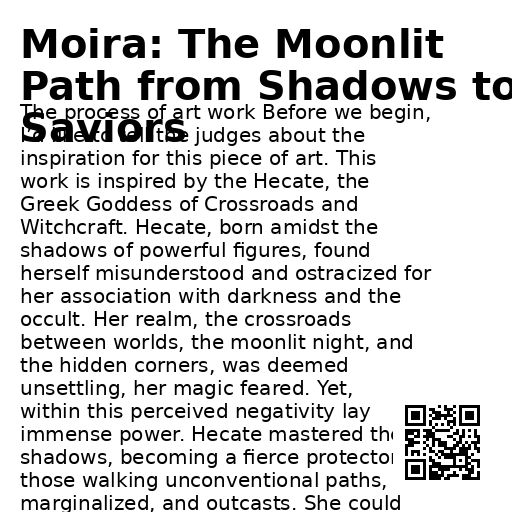 Moira: The Moonlit
Path from Shadows to
Saviors
The process of art work Before we begin,
judges about the
inspiration for this piece of art. This
work is inspired by the Hecate, the
Greek Goddess of Crossroads and
Witchcraft. Hecate, born amidst the
shadows of powerful figures, found
herself misunderstood and ostracized for
her association with darkness and the
occult. Her realm, the crossroads
between worlds, the moonlit night, and
the hidden corners, was deemed
unsettling, her magic feared. Yet,
within this perceived negativity lay
immense power. Hecate mastered the
shadows, becoming a fierce protector
those walking unconventional paths,
marginalized, and outcasts. She could